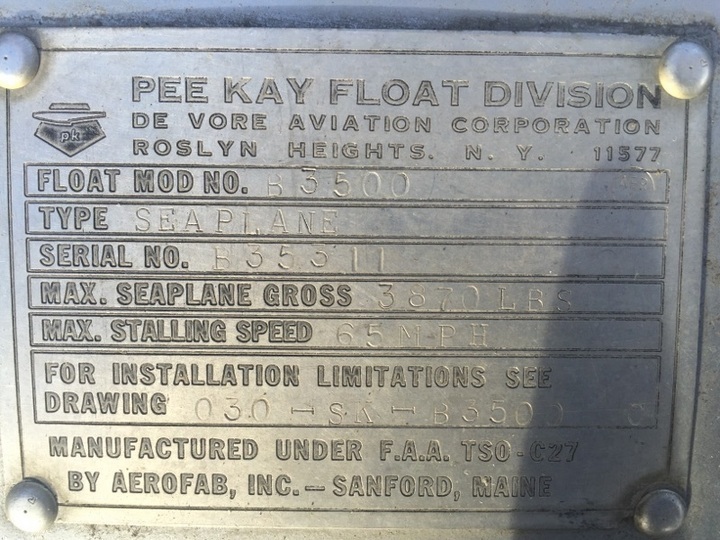 PEE KAY FLOAT DIVISION
pk
DE VORE AVIATION CORPORATION
ROSLYN HEIGHTS. N. Y. 11577
FLOAT MOD NO. B3500
TYPE SEAPLANE
SERIAL NO. B35311
MAX. SEAPLANE GROSS 3870 LBS
MAX. STALLING SPEED 65 MPH
FOR INSTALLATION LIMITATIONS SEE
DRAWING 030-SK-B3500
MANUFACTURED UNDER F.A.A. TSO-C27
BY AEROFAB, INC.—SANFORD, MAINE